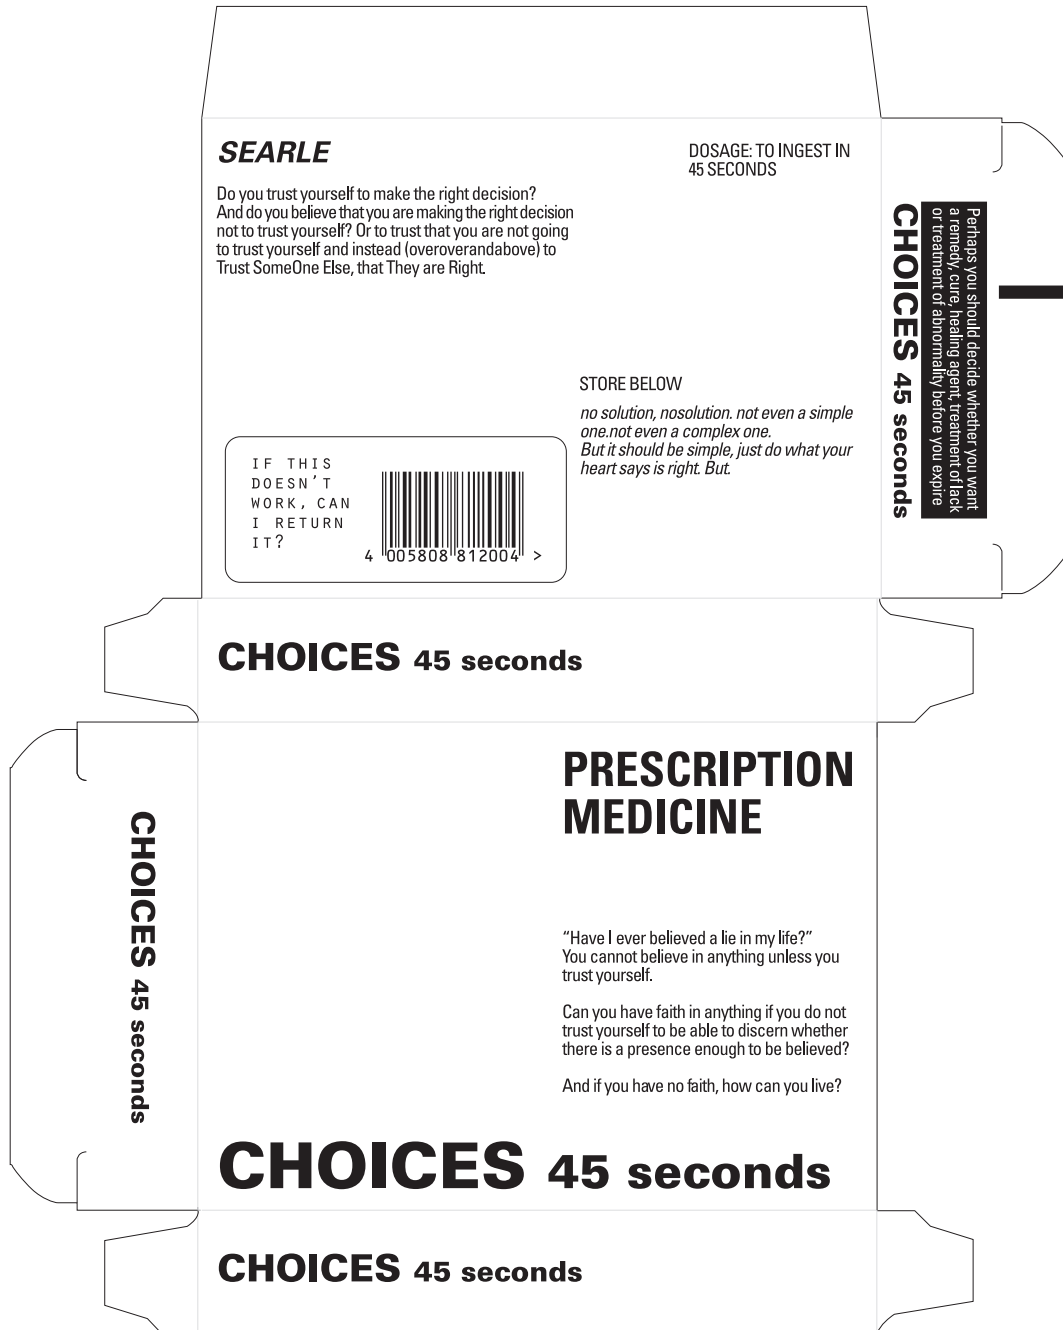 SEARLE
Do you trust yourself to make the right decision?
And do you believe that you are making the right decision
not to trust yourself? Or to trust that you are not going
to trust yourself and instead (overoverandabove) to
Trust SomeOne Else, that They are Right.
DOSAGE: TO INGEST IN
45 SECONDS
STORE BELOW
no solution, nosolution. not even a simple
one.not even a complex one.
But it should be simple, just do what your
heart says is right. But.
IF THIS
DOESN'T
WORK, CAN
I RETURN
IT?
4 005808 812004 >
CHOICES 45 seconds
Perhaps you should decide whether you want
a remedy, cure, healing agent, treatment of lack
or treatment of abnormality before you expire
CHOICES 45 seconds
CHOICES 45 seconds
PRESCRIPTION
MEDICINE
“Have I ever believed a lie in my life?”
You cannot believe in anything unless you
trust yourself.
Can you have faith in anything if you do not
trust yourself to be able to discern whether
there is a presence enough to be believed?
And if you have no faith, how can you live?
CHOICES 45 seconds
CHOICES 45 seconds